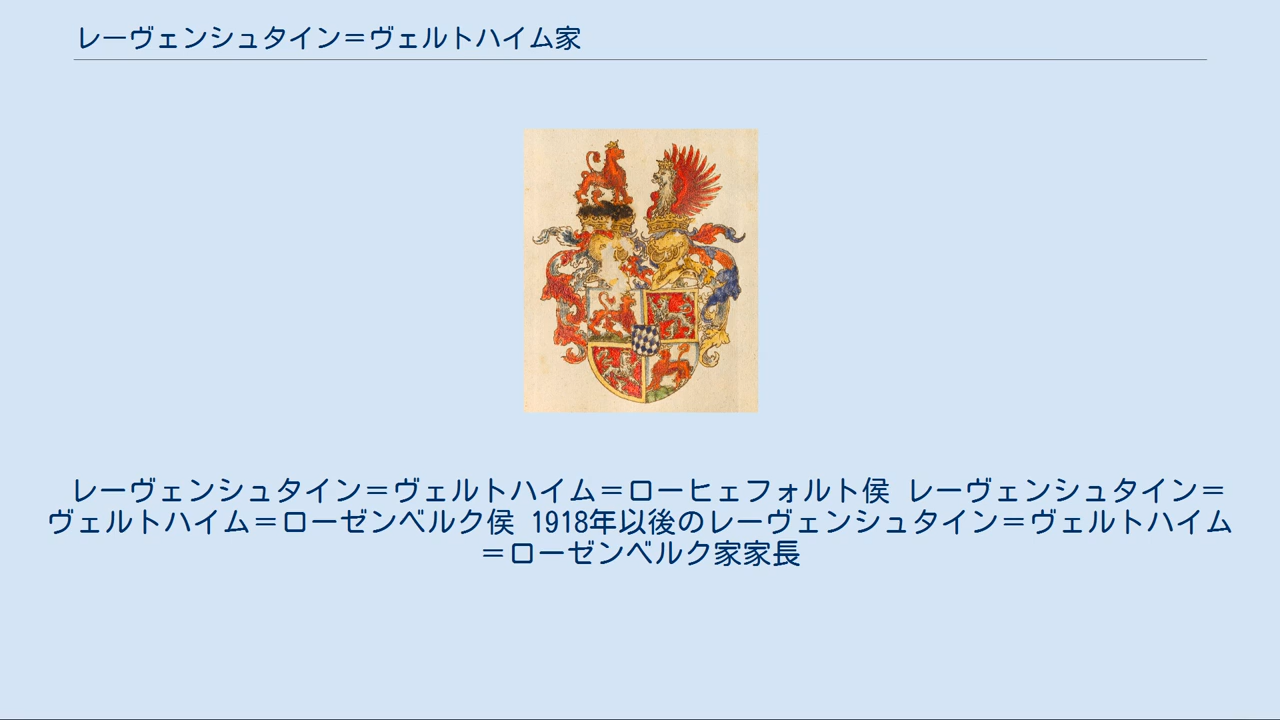 レーヴェンシュタイン＝ヴェルトハイム家
レーヴェンシュタイン＝ヴェルトハイム＝ローヒェフォルト侯 レーヴェンシュタイン＝
ヴェルトハイム＝ローゼンベルク侯 1918年以後のレーヴェンシュタイン＝ヴェルトハイム
＝ローゼンベルク家家長